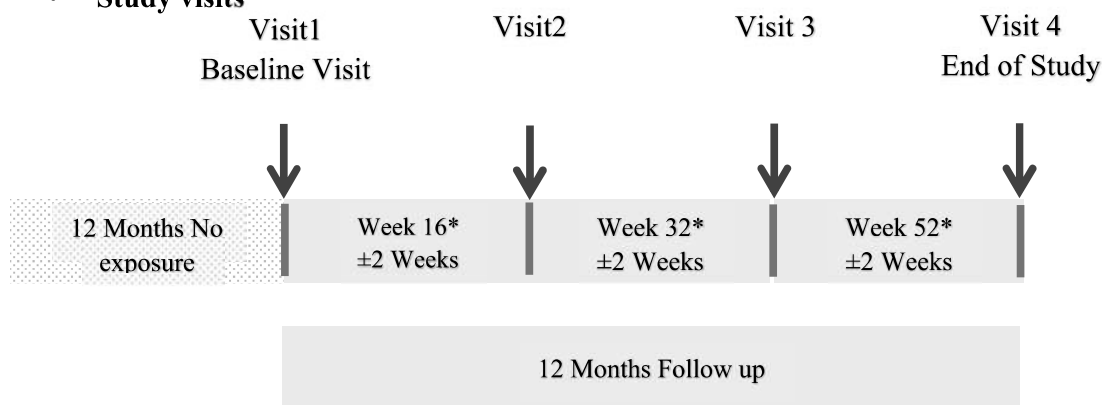 • Study visits
Visit1
Baseline Visit
Visit2
Visit 3
Visit 4
End of Study
12 Months No
exposure
Week 16*
±2 Weeks
Week 32*
±2 Weeks
Week 52*
±2 Weeks
12 Months Follow up